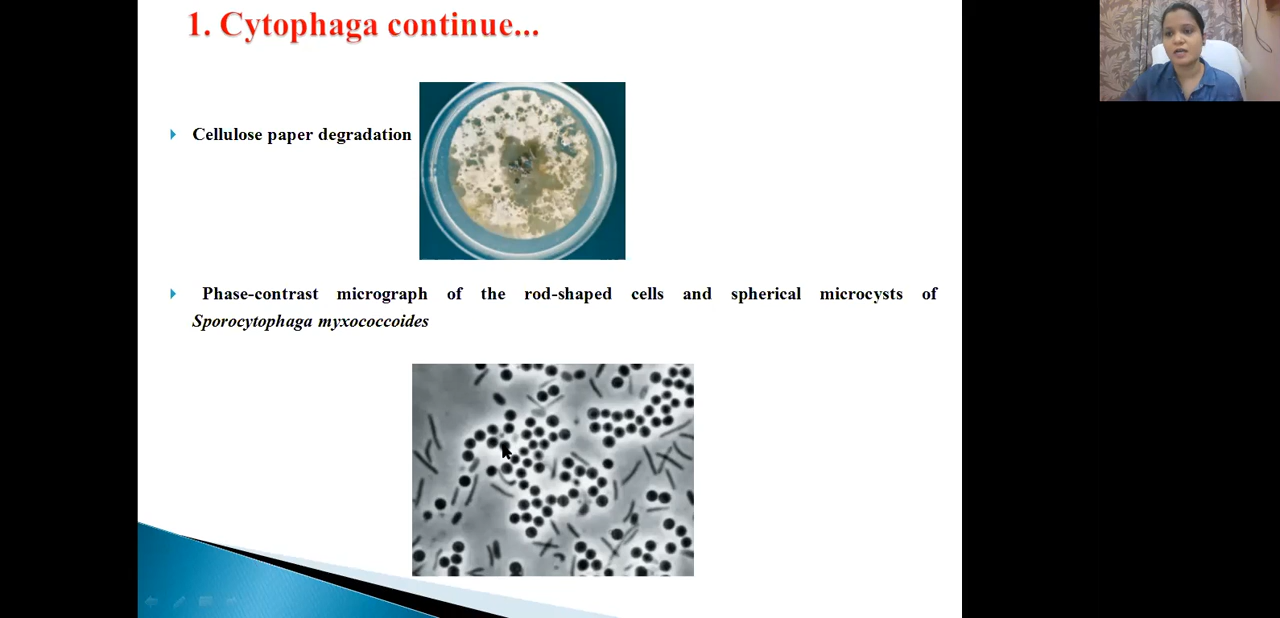 1. Cytophaga continue...
Cellulose paper degradation
Phase-contrast micrograph of the rod-shaped cells and spherical microcysts of
Sporocytophaga myxococcoides